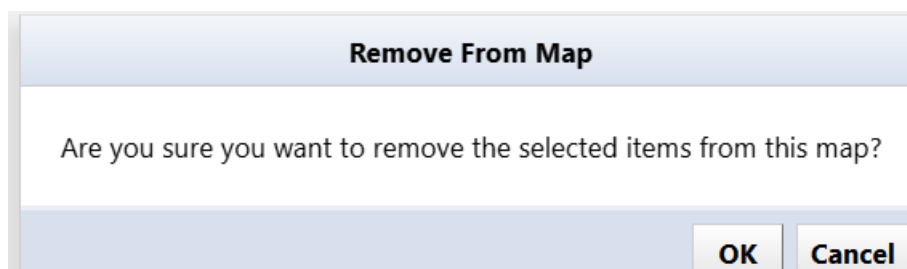 Remove From Map
Are you sure you want to remove the selected items from this map?
OK Cancel